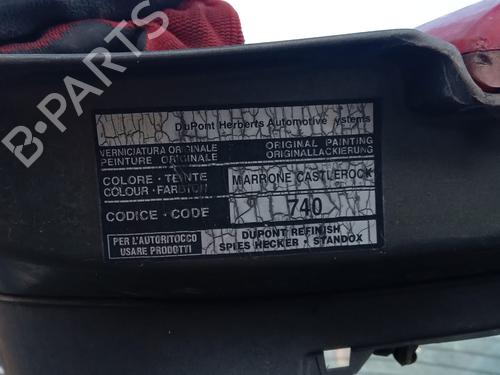 B-PARTS
DuPont Herberts Automotive ystems
VERNICIATURA ORIGINALE ORIGINAL PAINTING
PEINTURE ORIGINALE ORIGINALLACKIERUNG
COLORE · TEINTE MARRONE CASTLEROCK
COLOUR · FARBTON
CODICE · CODE 740
PER L'AUTORITOCCO DUPONT REFINISH
USARE PRODOTTI SPIES HECKER · STANDOX